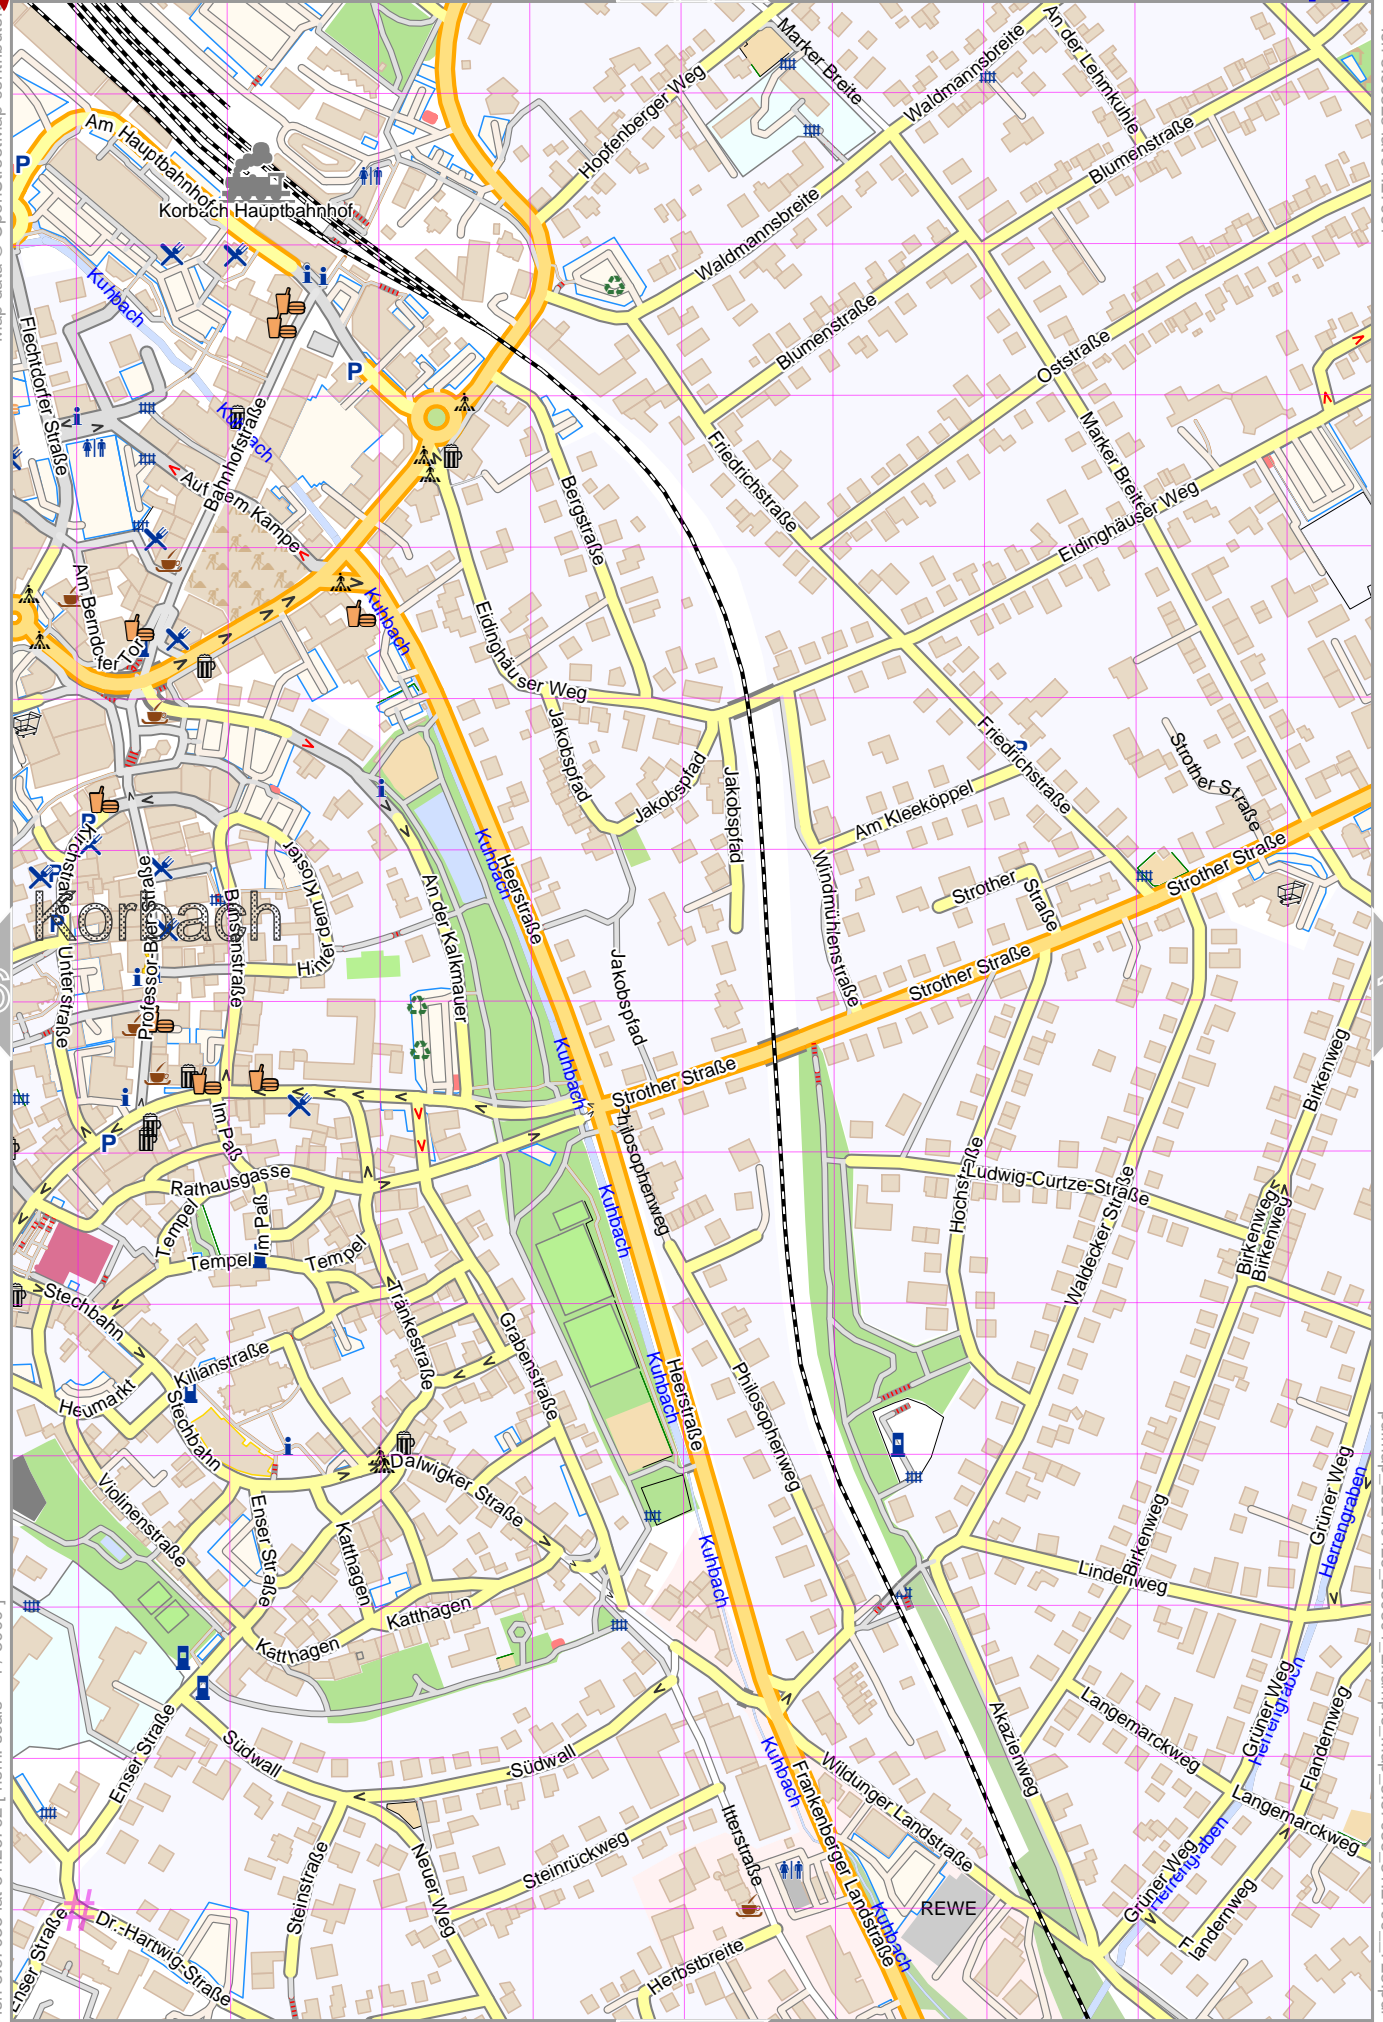 Marker Breite
Waldmannsbreite
An der Lehmkuhle
Hopfenberger Weg
Blumenstraße
P
Am Hauptbahnhof
Korbach Hauptbahnhof
Waldmannsbreite
Kuhbach
Blumenstraße
Oststraße
Flechtdorfer Straße
P
Kuhbach
Bahnhofstraße
Friedrichstraße
Marker Breite
Auf dem Kampe
Bergstraße
Eidinghäuser Weg
Am Berndorfer Tor
Kuhbach
Eidinghäuser Weg
Jakobspfad
Jakobspfad
Jakobspfad
Friedrichstraße
P
Strother Straße
Am Kleeköppel
P
Kirchstraße
Hinter dem Kloster
Kuhbach
Heerstraße
Windmühlenstraße
Strother Straße
Strother Straße
Korbach
P
P
Professor-Bier-Straße
Bunsenstraße
An der Kalkmauer
Unterstraße
Jakobspfad
Strother Straße
Kuhbach
Strother Straße
Birkenweg
P
Im Paß
Philosophenweg
Rathausgasse
Hochstraße
Ludwig-Curtze-Straße
Waldecker Straße
Tempel
Im Paß
Tempel
Tempel
Kuhbach
Birkenweg
Birkenweg
Stechbahn
Tränkestraße
Grabenstraße
Kilianstraße
Kuhbach
Heerstraße
Philosophenweg
Heumarkt
Stechbahn
Dalwigker Straße
Violinenstraße
Enser Straße
Katthagen
Kuhbach
Birkenweg
Grüner Weg
Herrengraben
Lindenweg
Katthagen
Katthagen
Enser Straße
Südwall
Südwall
Akazienweg
Langemarckweg
Grüner Weg
Herrengraben
Flandernweg
Langemarckweg
Kuhbach
Wildunger Landstraße
Frankenberger Landstraße
Itterstraße
Steinrückweg
Neuer Weg
Steinstraße
Grüner Weg
Herrengraben
Flandernweg
REWE
Kuhbach
Enser Straße
Dr.-Hartwig-Straße
Herbstbreite